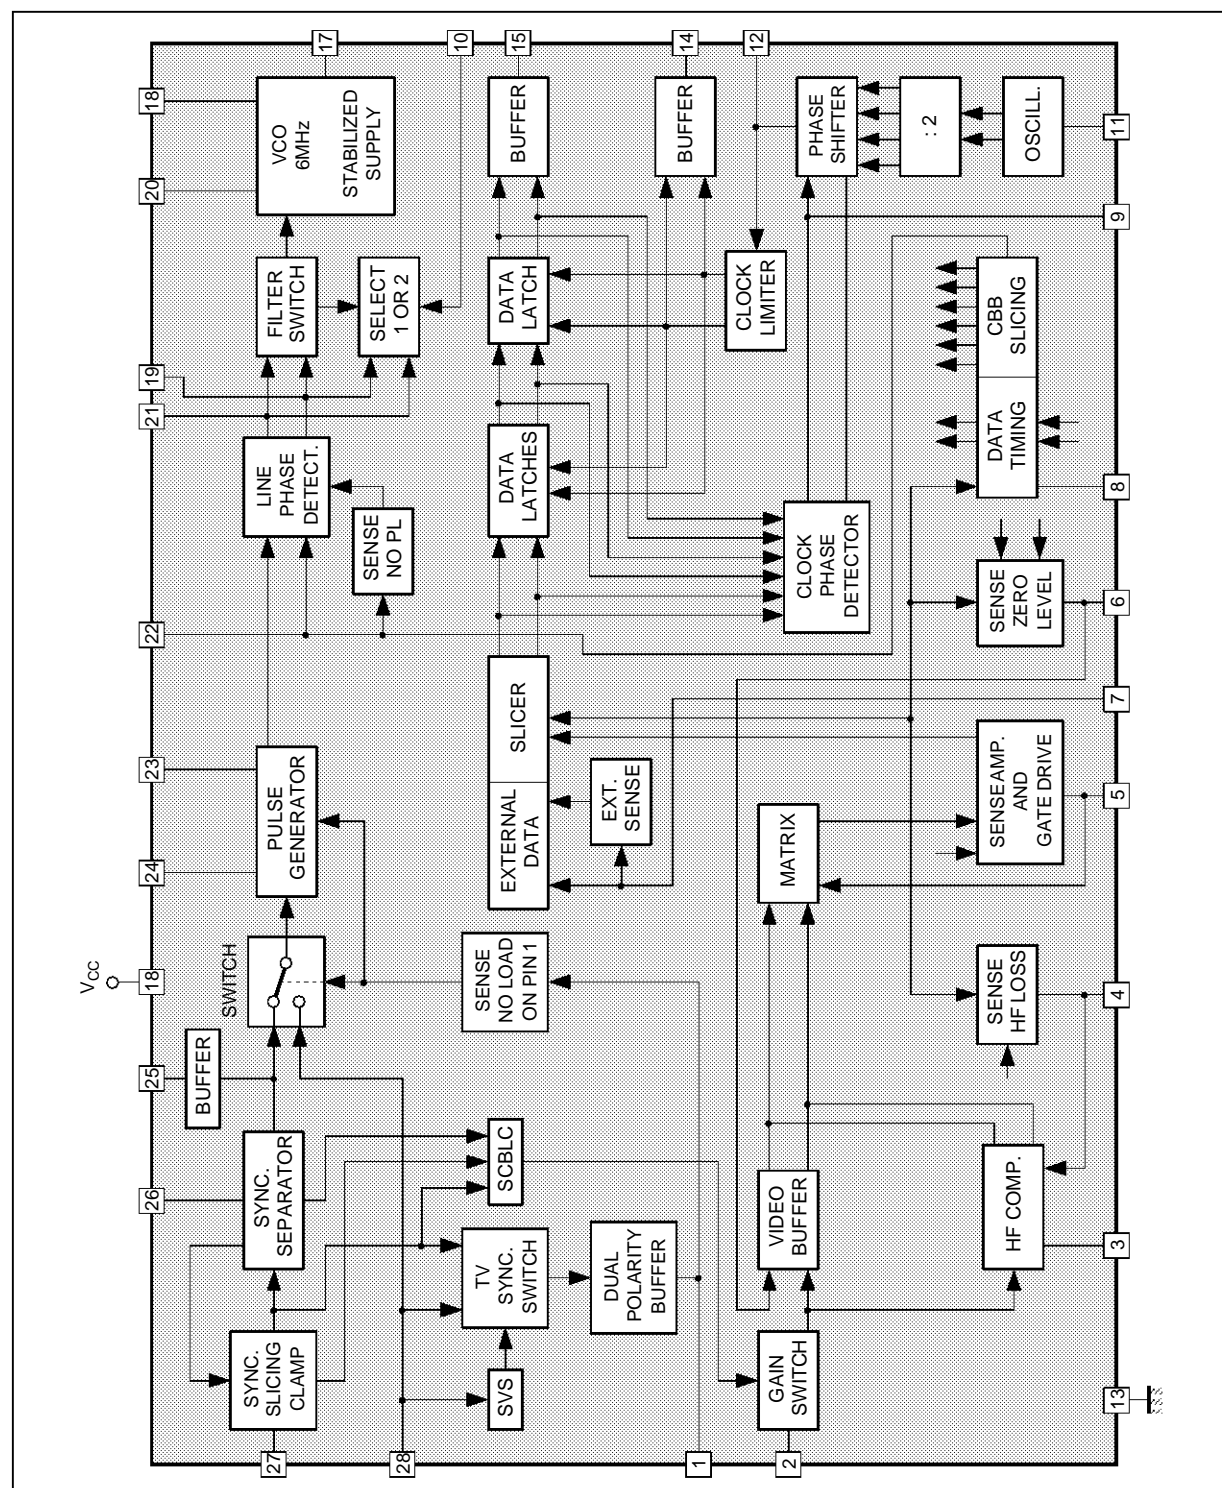 VCC
26
25
18
24
23
22
21
19
20
18
BUFFER
SWITCH
27
SYNC.
SLICING
CLAMP
SYNC.
SEPARATOR
PULSE
GENERATOR
LINE
PHASE
DETECT.
FILTER
SWITCH
VCO
6MHz
STABILIZED
SUPPLY
17
SENSE
NO PL
SELECT
1 OR 2
28
SVS
TV
SYNC.
SWITCH
SCBLC
SENSE
NO LOAD
ON PIN 1
10
EXTERNAL
DATA
SLICER
DATA
LATCHES
DATA
LATCH
BUFFER
15
DUAL
POLARITY
BUFFER
EXT.
SENSE
1
BUFFER
14
2
GAIN
SWITCH
VIDEO
BUFFER
MATRIX
CLOCK
PHASE
DETECTOR
CLOCK
LIMITER
12
PHASE
SHIFTER
: 2
OSCILL.
HF COMP.
SENSE
HF LOSS
SENSEAMP.
AND
GATE DRIVE
SENSE
ZERO
LEVEL
DATA
TIMING
CBB
SLICING
13
3
4
5
7
6
8
9
11